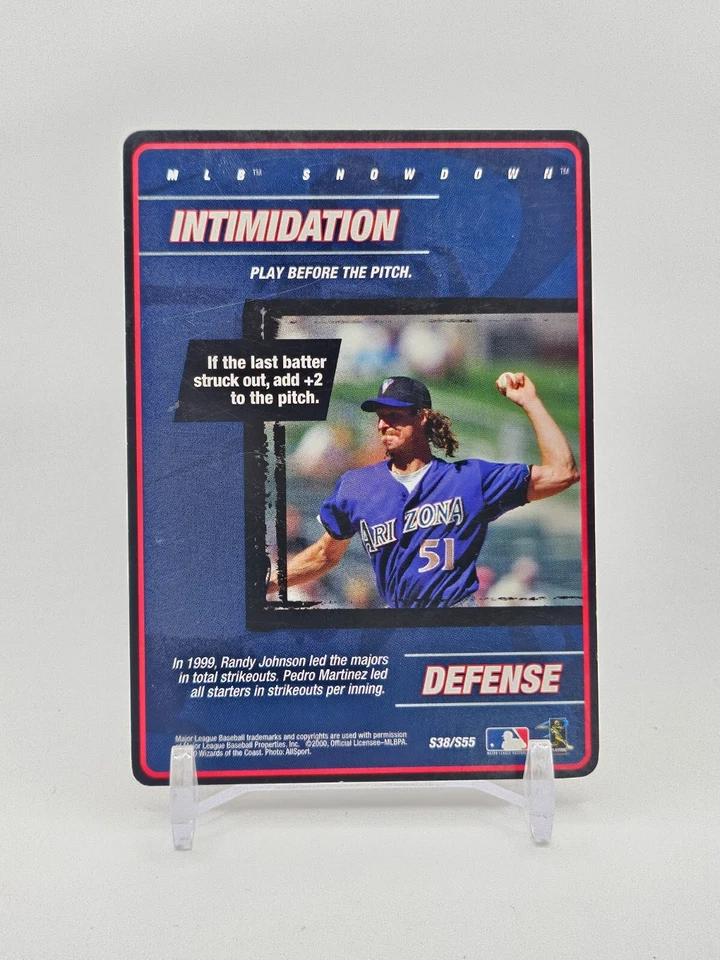 MLB™ SHOWDOWN™
INTIMIDATION
PLAY BEFORE THE PITCH.
If the last batter
struck out, add +2
to the pitch.
ARIZONA
51
In 1999, Randy Johnson led the majors
in total strikeouts. Pedro Martinez led
all starters in strikeouts per inning.
DEFENSE
Major League Baseball trademarks and copyrights are used with permission
of Major League Baseball Properties, Inc. ©2000, Official Licensee–MLBPA.
Wizards of the Coast. Photo: AllSport.
S38/S55